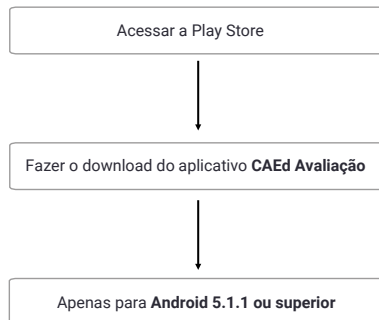 Acessar a Play Store
Fazer o download do aplicativo CAEd Avaliação
Apenas para Android 5.1.1 ou superior